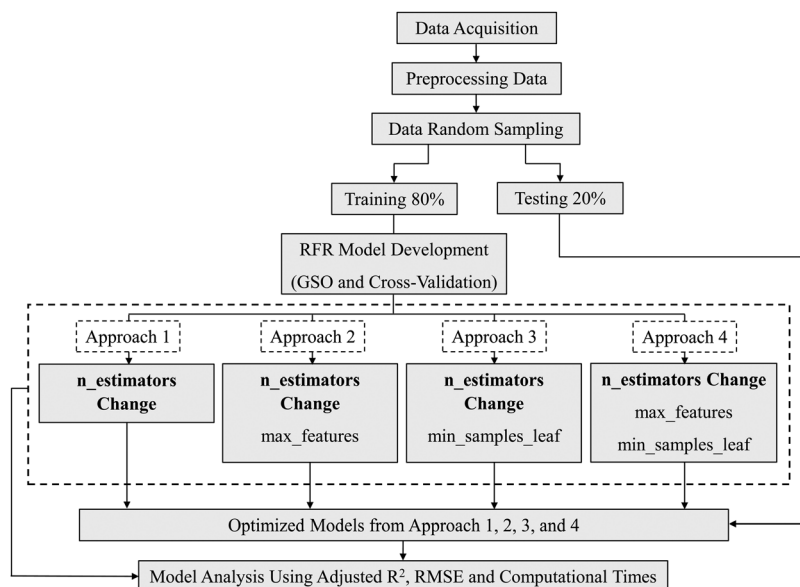 Data Acquisition
Preprocessing Data
Data Random Sampling
Training 80%
Testing 20%
RFR Model Development
(GSO and Cross-Validation)
Approach 1
Approach 2
Approach 3
Approach 4
n_estimators
Change
n_estimators
Change
max_features
n_estimators
Change
min_samples_leaf
n_estimators Change
max_features
min_samples_leaf
Optimized Models from Approach 1, 2, 3, and 4
Model Analysis Using Adjusted R², RMSE and Computational Times